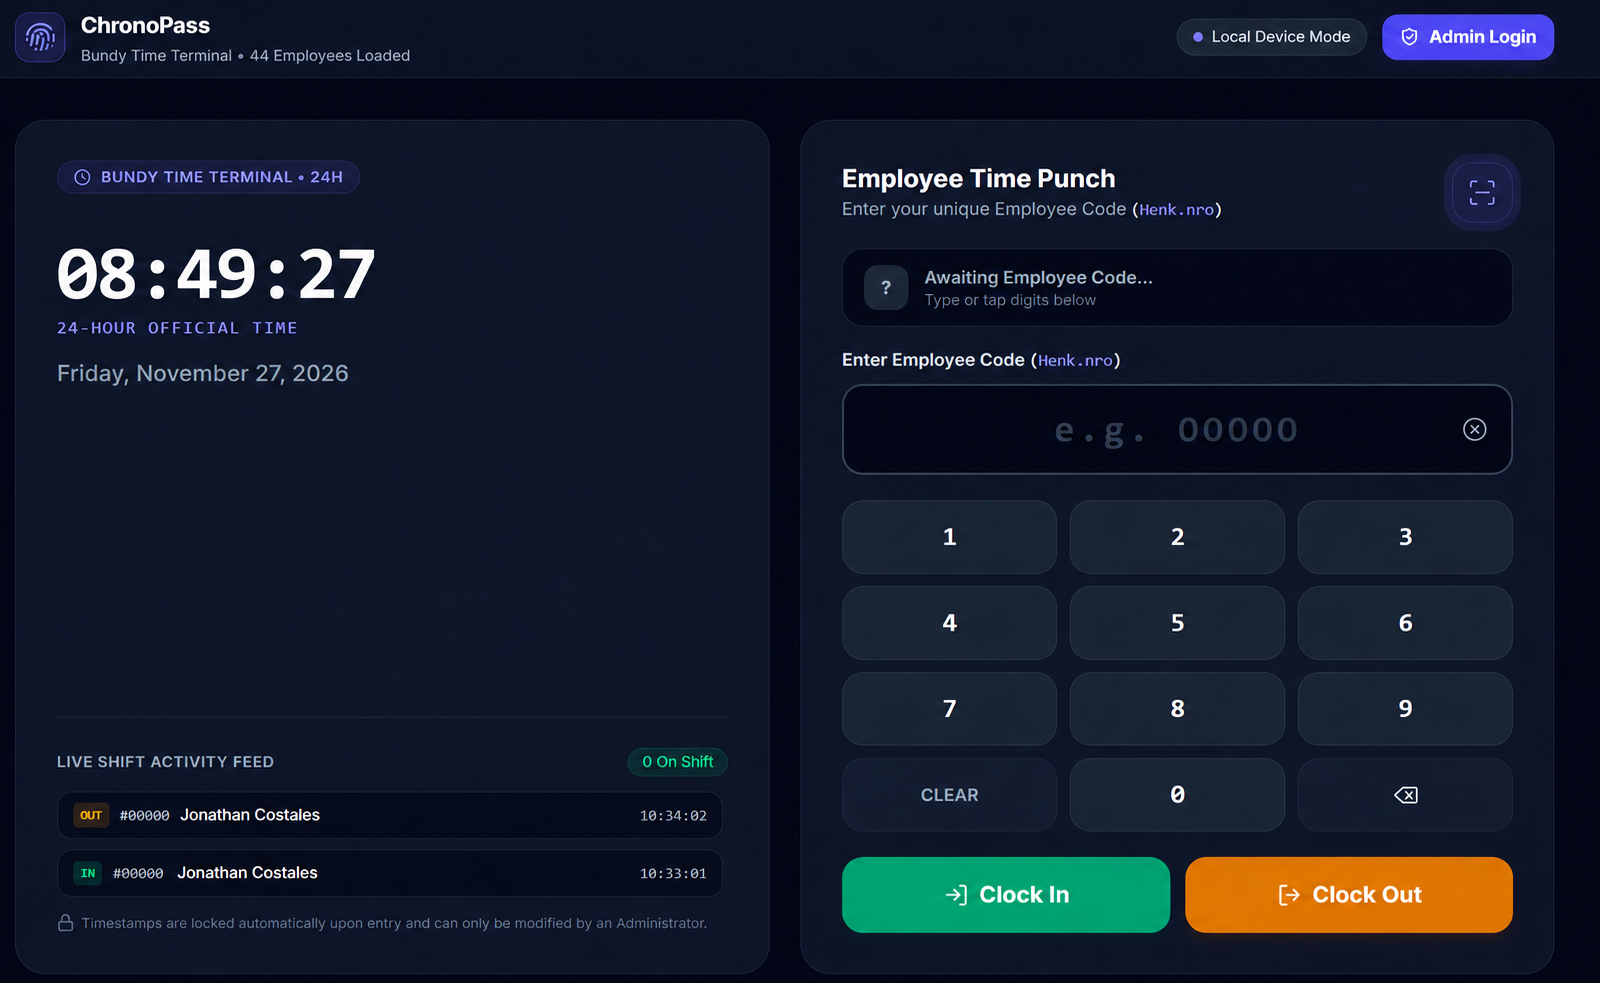 ChronoPass
Bundy Time Terminal • 44 Employees Loaded
Local Device Mode
Admin Login
BUNDY TIME TERMINAL • 24H
08:49:27
24-HOUR OFFICIAL TIME
Friday, November 27, 2026
LIVE SHIFT ACTIVITY FEED
0 On Shift
OUT #00000 Jonathan Costales 10:34:02
IN #00000 Jonathan Costales 10:33:01
Timestamps are locked automatically upon entry and can only be modified by an Administrator.
Employee Time Punch
Enter your unique Employee Code (Henk.nro)
?
Awaiting Employee Code...
Type or tap digits below
Enter Employee Code (Henk.nro)
e.g. 00000
1 2 3
4 5 6
7 8 9
CLEAR 0
Clock In
Clock Out